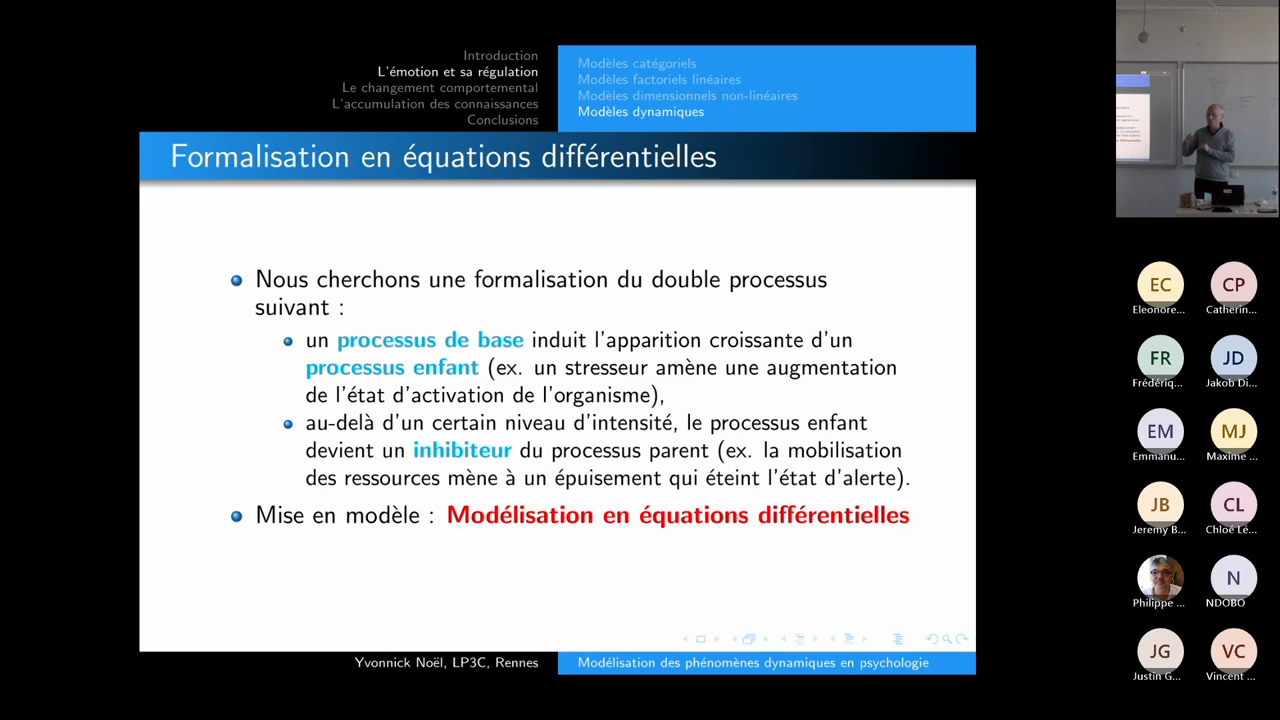 Introduction
L'émotion et sa régulation
Le changement comportemental
L'accumulation des connaissances
Conclusions
Modèles catégoriels
Modèles factoriels linéaires
Modèles dimensionnels non-linéaires
Modèles dynamiques
Formalisation en équations différentielles
Nous cherchons une formalisation du double processus
suivant :
un processus de base induit l'apparition croissante d'un
processus enfant (ex. un stresseur amène une augmentation
de l'état d'activation de l'organisme),
au-delà d'un certain niveau d'intensité, le processus enfant
devient un inhibiteur du processus parent (ex. la mobilisation
des ressources mène à un épuisement qui éteint l'état d'alerte).
Mise en modèle : Modélisation en équations différentielles
Yvonnick Noël, LP3C, Rennes
Modélisation des phénomènes dynamiques en psychologie
EC
CP
Eleonore...
Catherin...
FR
JD
Frédériq...
Jakob Di...
EM
MJ
Emmanu...
Maxime ...
JB
CL
Jeremy B...
Chloé Lé...
N
Philippe ...
NDOBO
JG
VC
Justin G...
Vincent ...